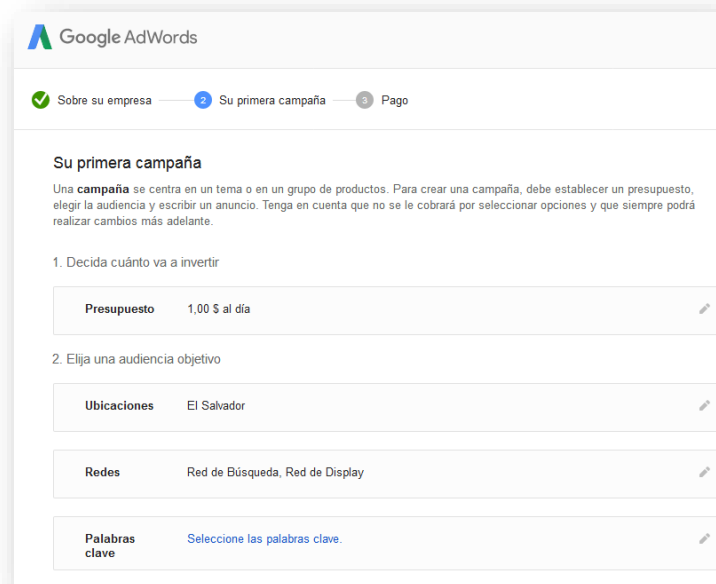 Google AdWords
Sobre su empresa 2 Su primera campaña 3 Pago
Su primera campaña
Una campaña se centra en un tema o en un grupo de productos. Para crear una campaña, debe establecer un presupuesto,
elegir la audiencia y escribir un anuncio. Tenga en cuenta que no se le cobrará por seleccionar opciones y que siempre podrá
realizar cambios más adelante.
1. Decida cuánto va a invertir
Presupuesto 1,00 $ al día
2. Elija una audiencia objetivo
Ubicaciones El Salvador
Redes Red de Búsqueda, Red de Display
Palabras Seleccione las palabras clave.
clave